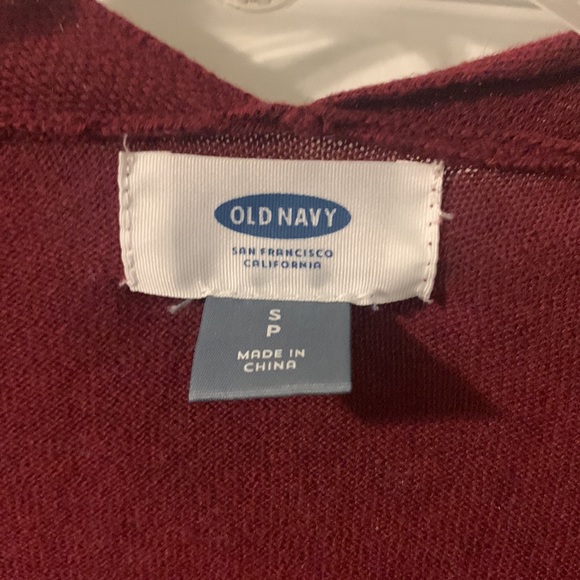 OLD NAVY
SAN FRANCISCO
CALIFORNIA
S
P
MADE IN
CHINA